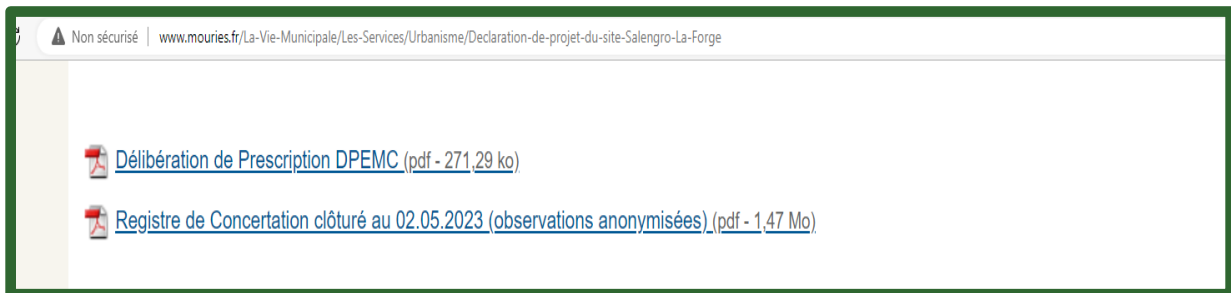 Non sécurisé | www.mouries.fr/La-Vie-Municipale/Les-Services/Urbanisme/Declaration-de-projet-du-site-Salengro-La-Forge
Délibération de Prescription DPEMC (pdf - 271,29 ko)
Registre de Concertation clôturé au 02.05.2023 (observations anonymisées) (pdf - 1,47 Mo)